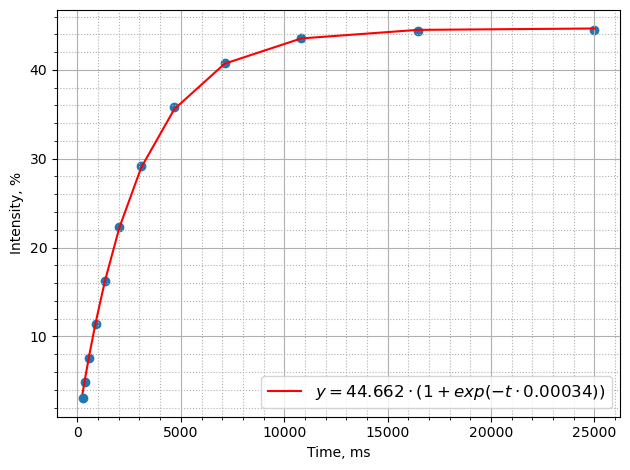 40
30
20
10
Intensity, %
y = 44.662 · (1 + exp(−t · 0.00034))
0 5000 10000 15000 20000 25000
Time, ms